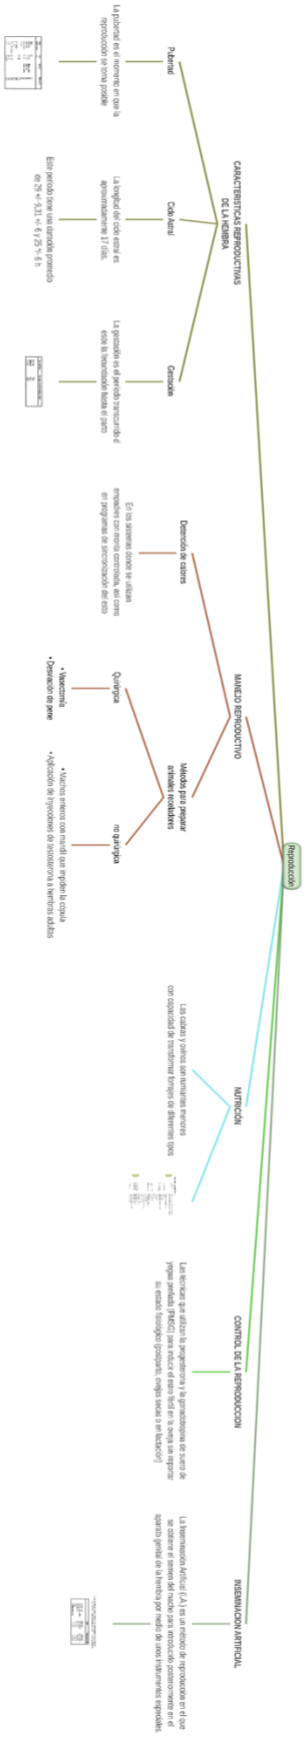 Reproducción
CARACTERISTICAS REPRODUCTIVAS
DE LA HEMBRA
Pubertad
La pubertad es el momento en que la
reproducción se torna posible
Ciclo Astral
La longitud del ciclo estral es
aproximadamente 17 días.
Este periodo tiene una duración promedio
de 29 +/- 9,31 +/- 6 y 25 +/- 6 h
Gestación
La gestación es el periodo transcurrido d
esde la fecundación hasta el parto
MANEJO REPRODUCTIVO
Detención de calores
En los sistemas donde se utilizan
empadres con monta controlada, así como
en programas de sincronización del esto
Métodos para preparar
animales receladores
Quirúrgica
• Vasectomía
• Desviación de pene
no quirúrgica
• Machos enteros con mandil que impiden la cópula
• Aplicación de inyecciones de testosterona a hembras adultas
NUTRICIÓN
Las cabras y ovinos son rumiantes menores
con capacidad de transformar forrajes de diferentes tipos
CONTROL DE LA REPRODUCCION
Las técnicas que utilizan la progesterona y la gonadotropina de suero de
yegua preñada (PMSG) para inducir el estro fértil en la oveja sin importar
su estado fisiológico (postparto, ovejas secas o en lactación)
INSEMINACION ARTIFICIAL
La Inseminación Artificial (I.A.) es un método de reproducción en el que
se obtiene el semen del macho para introducirlo posteriormente en el
aparato genital de la hembra por medio de unos instrumentos especiales.